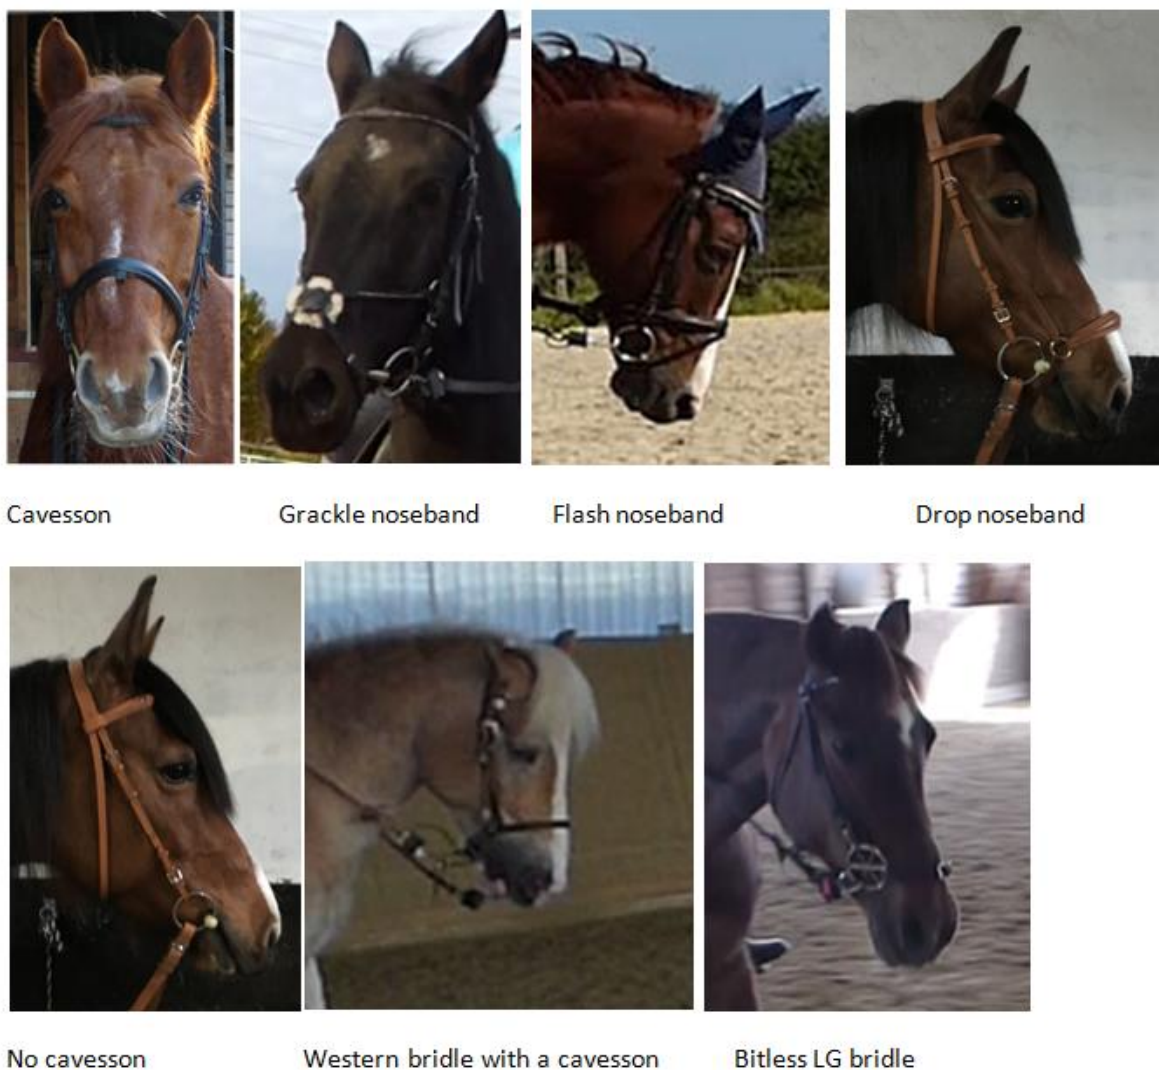 Cavesson Grackle noseband Flash noseband Drop noseband
No cavesson Western bridle with a cavesson Bitless LG bridle